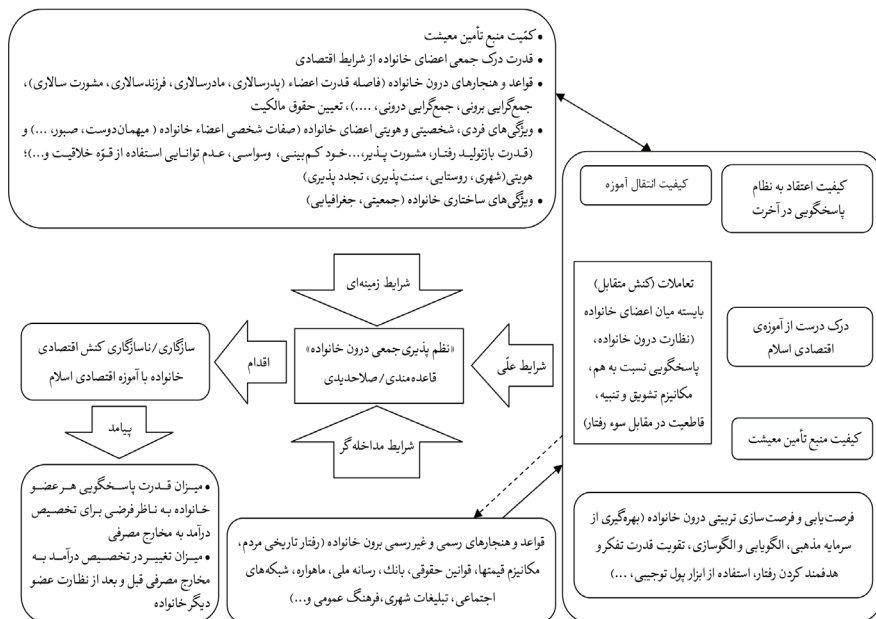 • کمّیت منبع تأمین معیشت
• قدرت درک جمعی اعضای خانواده از شرایط اقتصادی
• قواعد و هنجارهای درون خانواده (فاصله قدرت اعضاء (پدرسالاری، مادرسالاری، فرزندسالاری، مشورت سالاری)،
جمع‌گرایی برونی، جمع‌گرایی درونی، ....)، تعیین حقوق مالکیت
• ویژگی‌های فردی، شخصیتی و هویتی اعضای خانواده (صفات شخصی اعضاء خانواده ( میهمان‌دوست، صبور، ...) و
(قدرت بازتولید رفتار، مشورت پذیر،...خود کم‌بینی، وسواسی، عدم توانایی استفاده از قوّه خلاقیت و...)؛
هویتی(شهری، روستایی، سنت‌پذیری، تجدد پذیری)
• ویژگی‌های ساختاری خانواده (جمعیتی، جغرافیایی)
کیفیت اعتقاد به نظام
پاسخگویی در آخرت
کیفیت انتقال آموزه
تعاملات (کنش متقابل)
بایسته میان اعضای خانواده
(نظارت درون خانواده،
پاسخگویی نسبت به هم،
مکانیزم تشویق و تنبیه،
قاطعیت در مقابل سوء رفتار)
درک درست از آموزه‌ی
اقتصادی اسلام
کیفیت منبع تأمین معیشت
فرصت‌یابی و فرصت‌سازی تربیتی درون خانواده (بهره‌گیری از
سرمایه مذهبی، الگویابی و الگوسازی، تقویت قدرت تفکر و
هدفمند کردن رفتار، استفاده از ابزار پول توجیبی، ...)
شرایط زمینه‌ای
شرایط علّی
«نظم پذیری جمعی درون خانواده»
قاعده‌مندی/صلاحدیدی
شرایط مداخله‌گر
اقدام
سازگاری/ناسازگاری کنش اقتصادی
خانواده با آموزه اقتصادی اسلام
پیامد
• میزان قدرت پاسخگویی هر عضو
خانواده به ناظر فرضی برای تخصیص
درآمد به مخارج مصرفی
• میزان تغییر در تخصیص درآمد به
مخارج مصرفی قبل و بعد از نظارت عضو
دیگر خانواده
قواعد و هنجارهای رسمی و غیر رسمی برون خانواده (رفتار تاریخی مردم،
مکانیزم قیمتها، قوانین حقوقی، بانک، رسانه ملی، ماهواره، شبکه‌های
اجتماعی، تبلیغات شهری،فرهنگ عمومی و...)